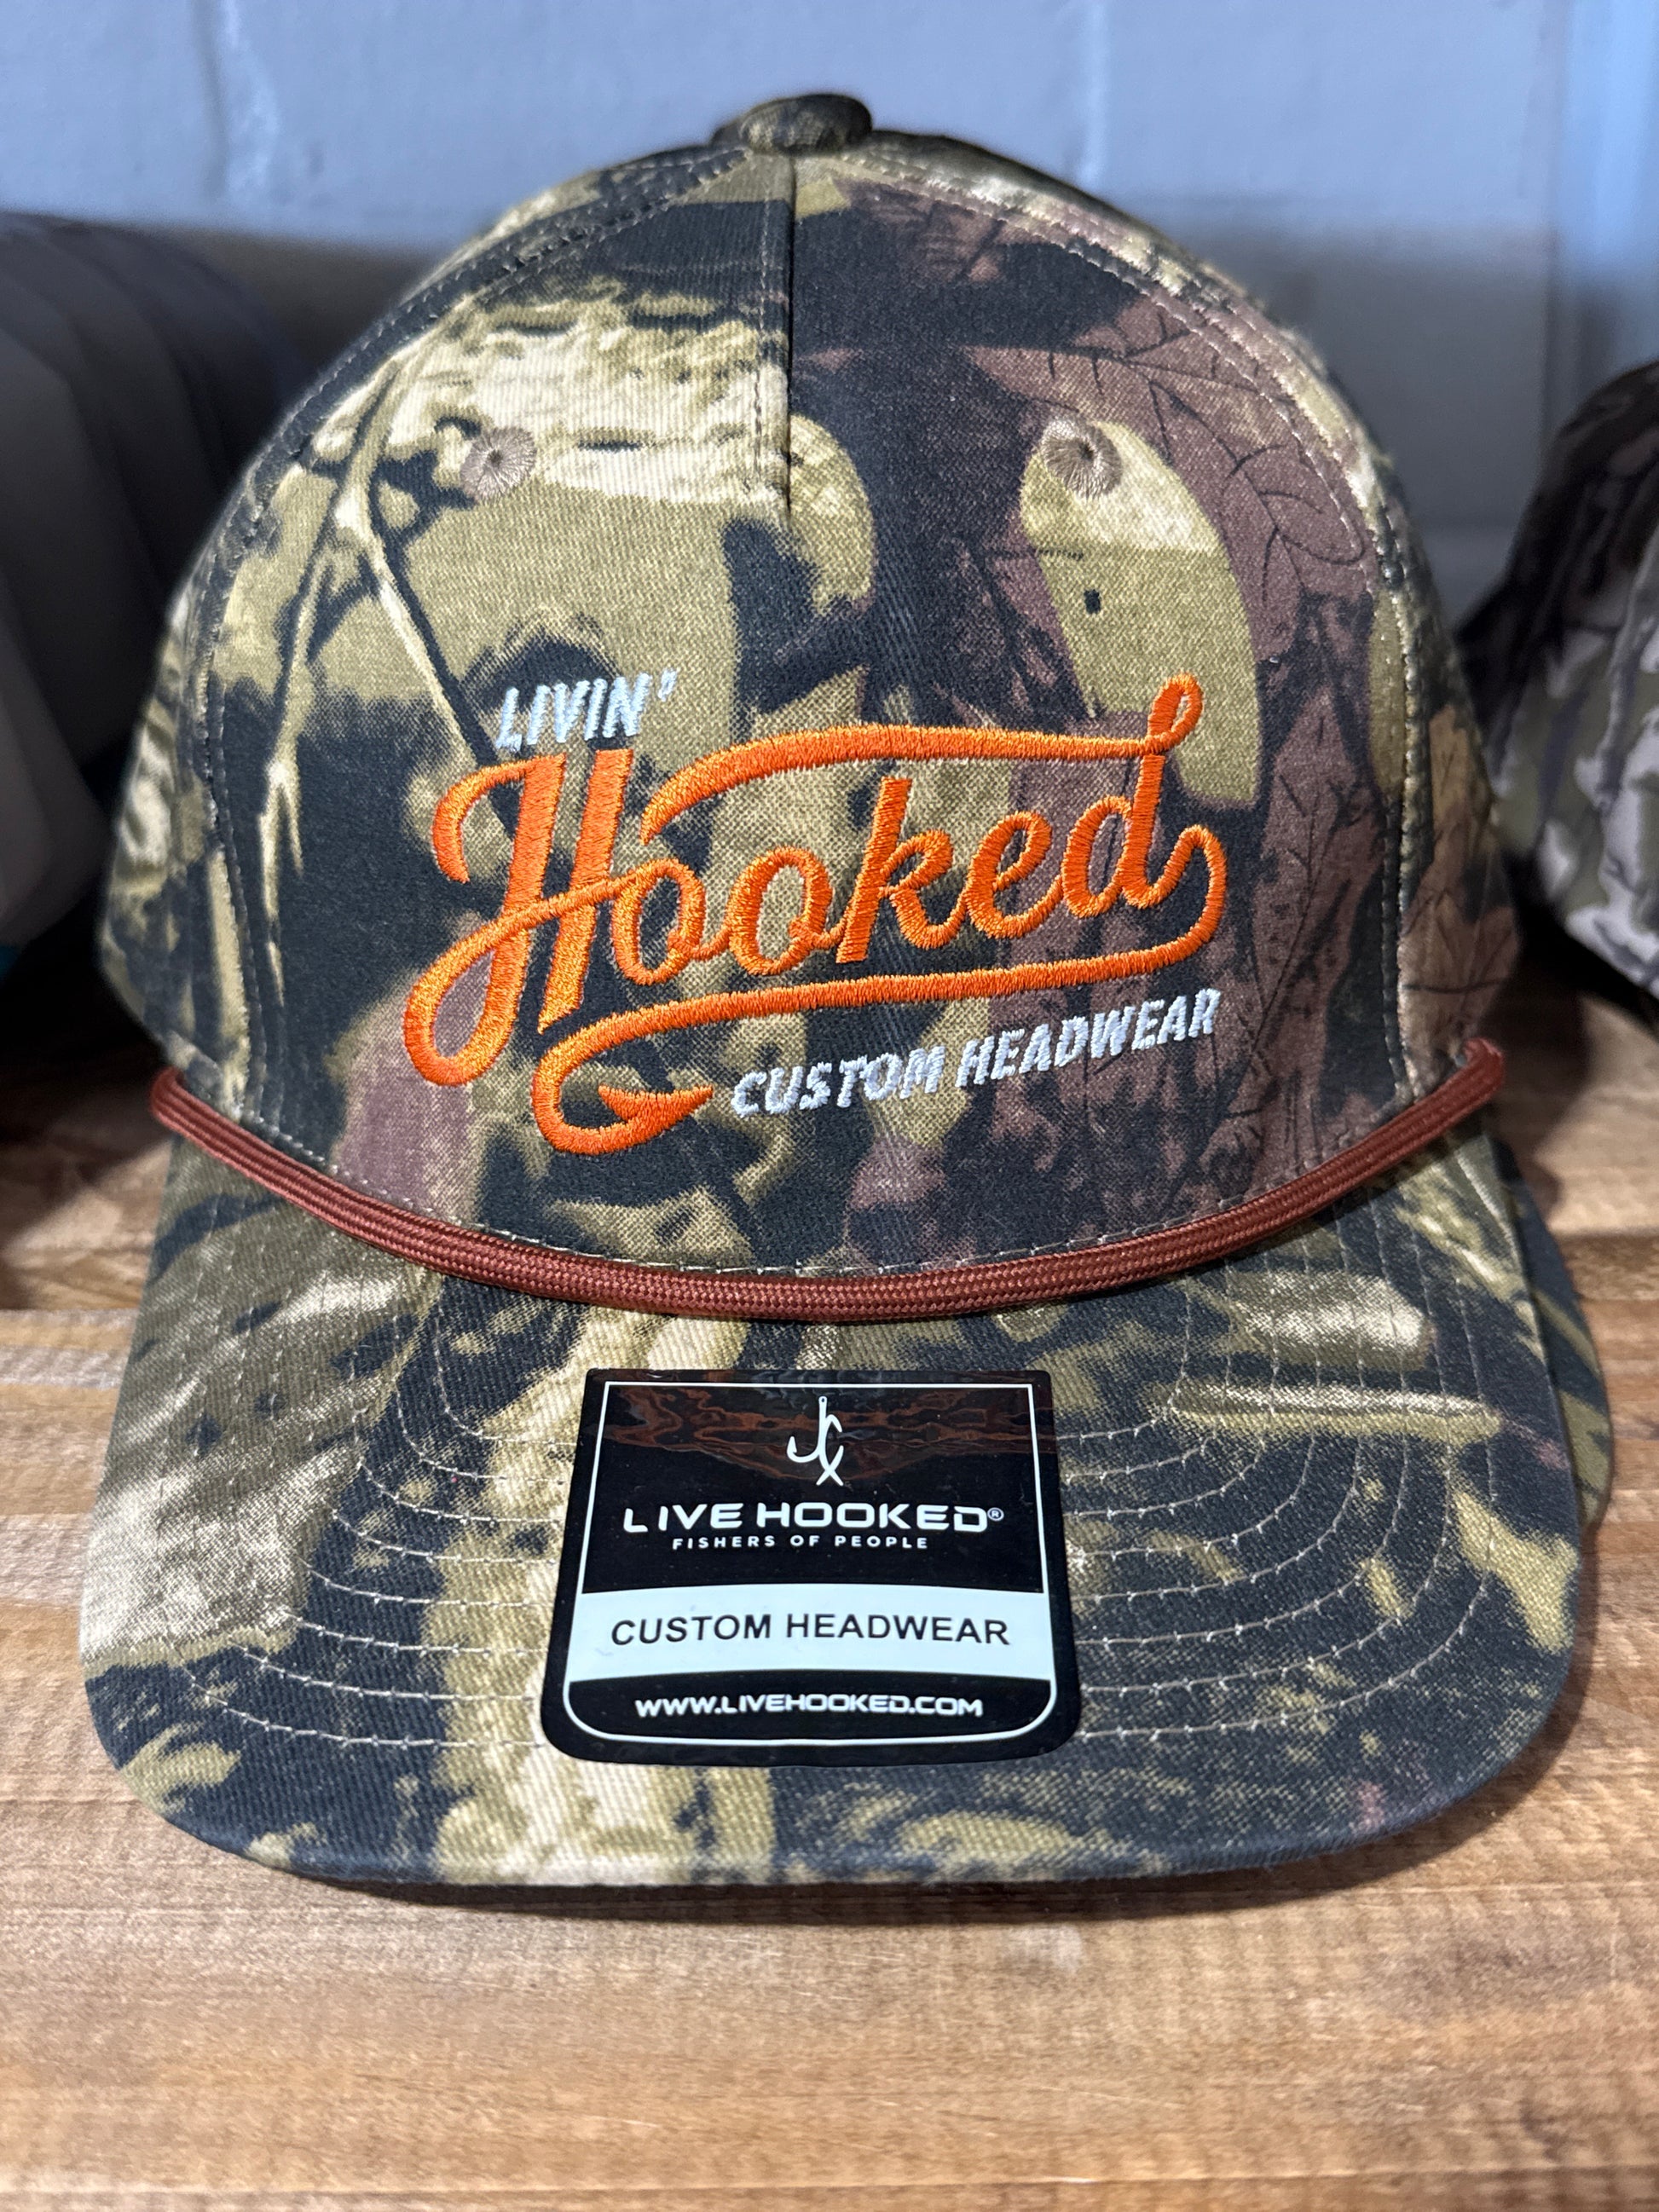 LIVIN'
Hooked
CUSTOM HEADWEAR
LIVE HOOKED®
FISHERS OF PEOPLE
CUSTOM HEADWEAR
WWW.LIVEHOOKED.COM